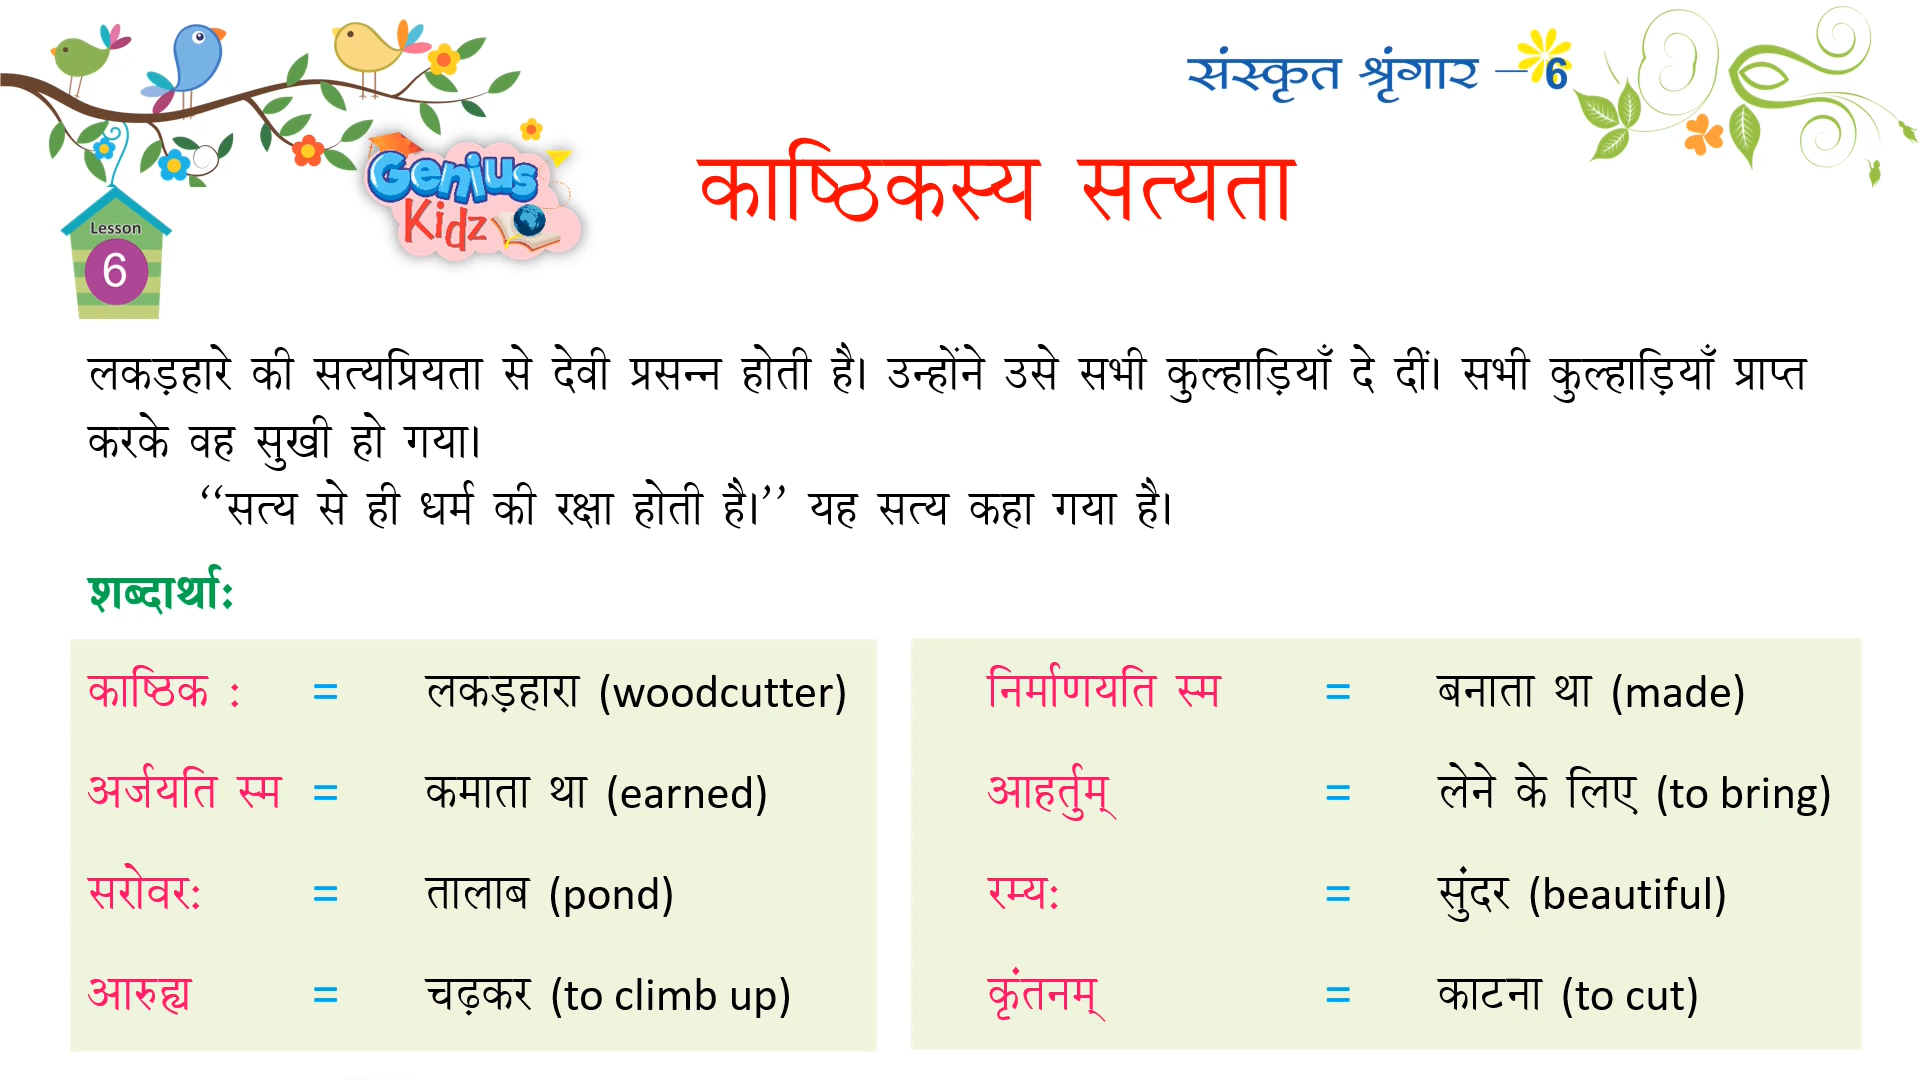 संस्कृत श्रृंगार – 6
Genius
Kidz
काष्ठिकस्य सत्यता
Lesson
6
लकड़हारे की सत्यप्रियता से देवी प्रसन्न होती है। उन्होंने उसे सभी कुल्हाड़ियाँ दे दीं। सभी कुल्हाड़ियाँ प्राप्त
करके वह सुखी हो गया।
‘‘सत्य से ही धर्म की रक्षा होती है।’’ यह सत्य कहा गया है।
शब्दार्थाः
काष्ठिक : = लकड़हारा (woodcutter) निर्माणयति स्म = बनाता था (made)
अर्जयति स्म = कमाता था (earned) आहर्तुम् = लेने के लिए (to bring)
सरोवरः = तालाब (pond) रम्यः = सुंदर (beautiful)
आरुह्य = चढ़कर (to climb up) कृंतनम् = काटना (to cut)